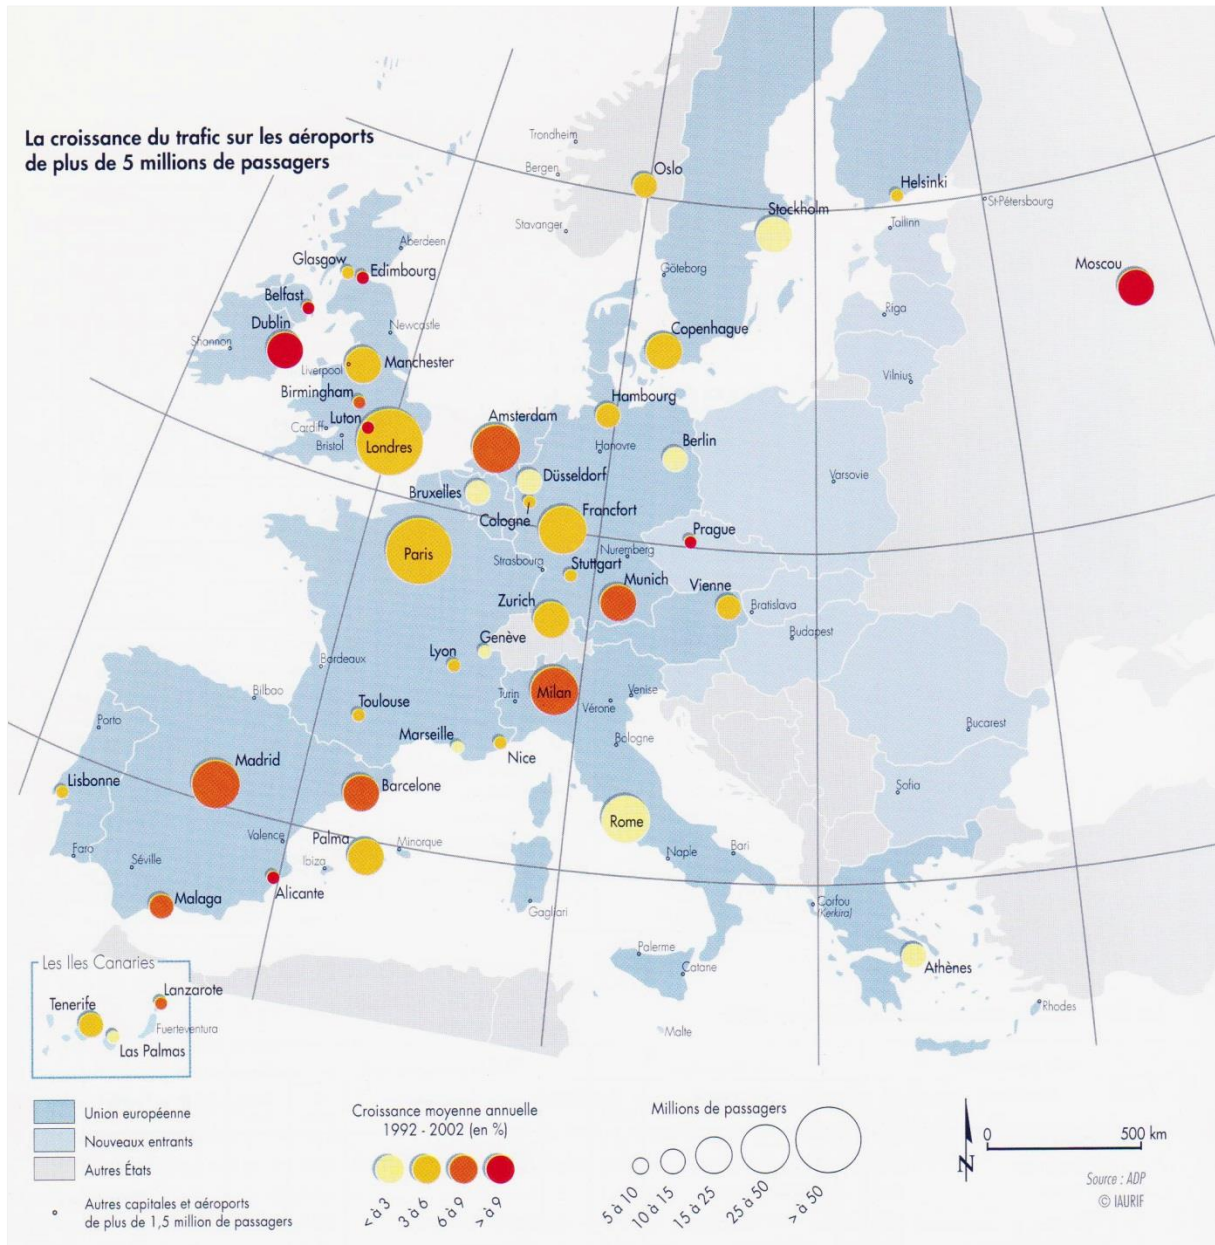 La croissance du trafic sur les aéroports
de plus de 5 millions de passagers
Trondheim
Bergen
Oslo
Helsinki
St-Pétersbourg
Stockholm
Stavanger
Tallinn
Aberdeen
Glasgow
Edimbourg
Göteborg
Moscou
Belfast
Riga
Dublin
Newcastle
Copenhague
Shannon
Liverpool
Manchester
Vilnius
Birmingham
Hambourg
Luton
Amsterdam
Cardiff
Bristol
Londres
Hanovre
Berlin
Düsseldorf
Varsovie
Bruxelles
Cologne
Francfort
Prague
Paris
Strasbourg
Nuremberg
Stuttgart
Munich
Vienne
Zurich
Bratislava
Genève
Budapest
Lyon
Bordeaux
Milan
Turin
Venise
Vérone
Bilbao
Toulouse
Porto
Marseille
Nice
Bologne
Bucarest
Madrid
Lisbonne
Barcelone
Sofia
Rome
Valence
Palma
Minorque
Faro
Séville
Ibiza
Naple
Bari
Alicante
Malaga
Gagliari
Corfou
(Kerkira)
Palerme
Catane
Athènes
Les Iles Canaries
Lanzarote
Tenerife
Fuerteventura
Las Palmas
Malte
Rhodes
Union européenne
Nouveaux entrants
Autres États
Autres capitales et aéroports
de plus de 1,5 million de passagers
Croissance moyenne annuelle
1992 - 2002 (en %)
< à 3
3 à 6
6 à 9
> à 9
Millions de passagers
5 à 10
10 à 15
15 à 25
25 à 50
> à 50
N
0
500 km
Source : ADP
© IAURIF